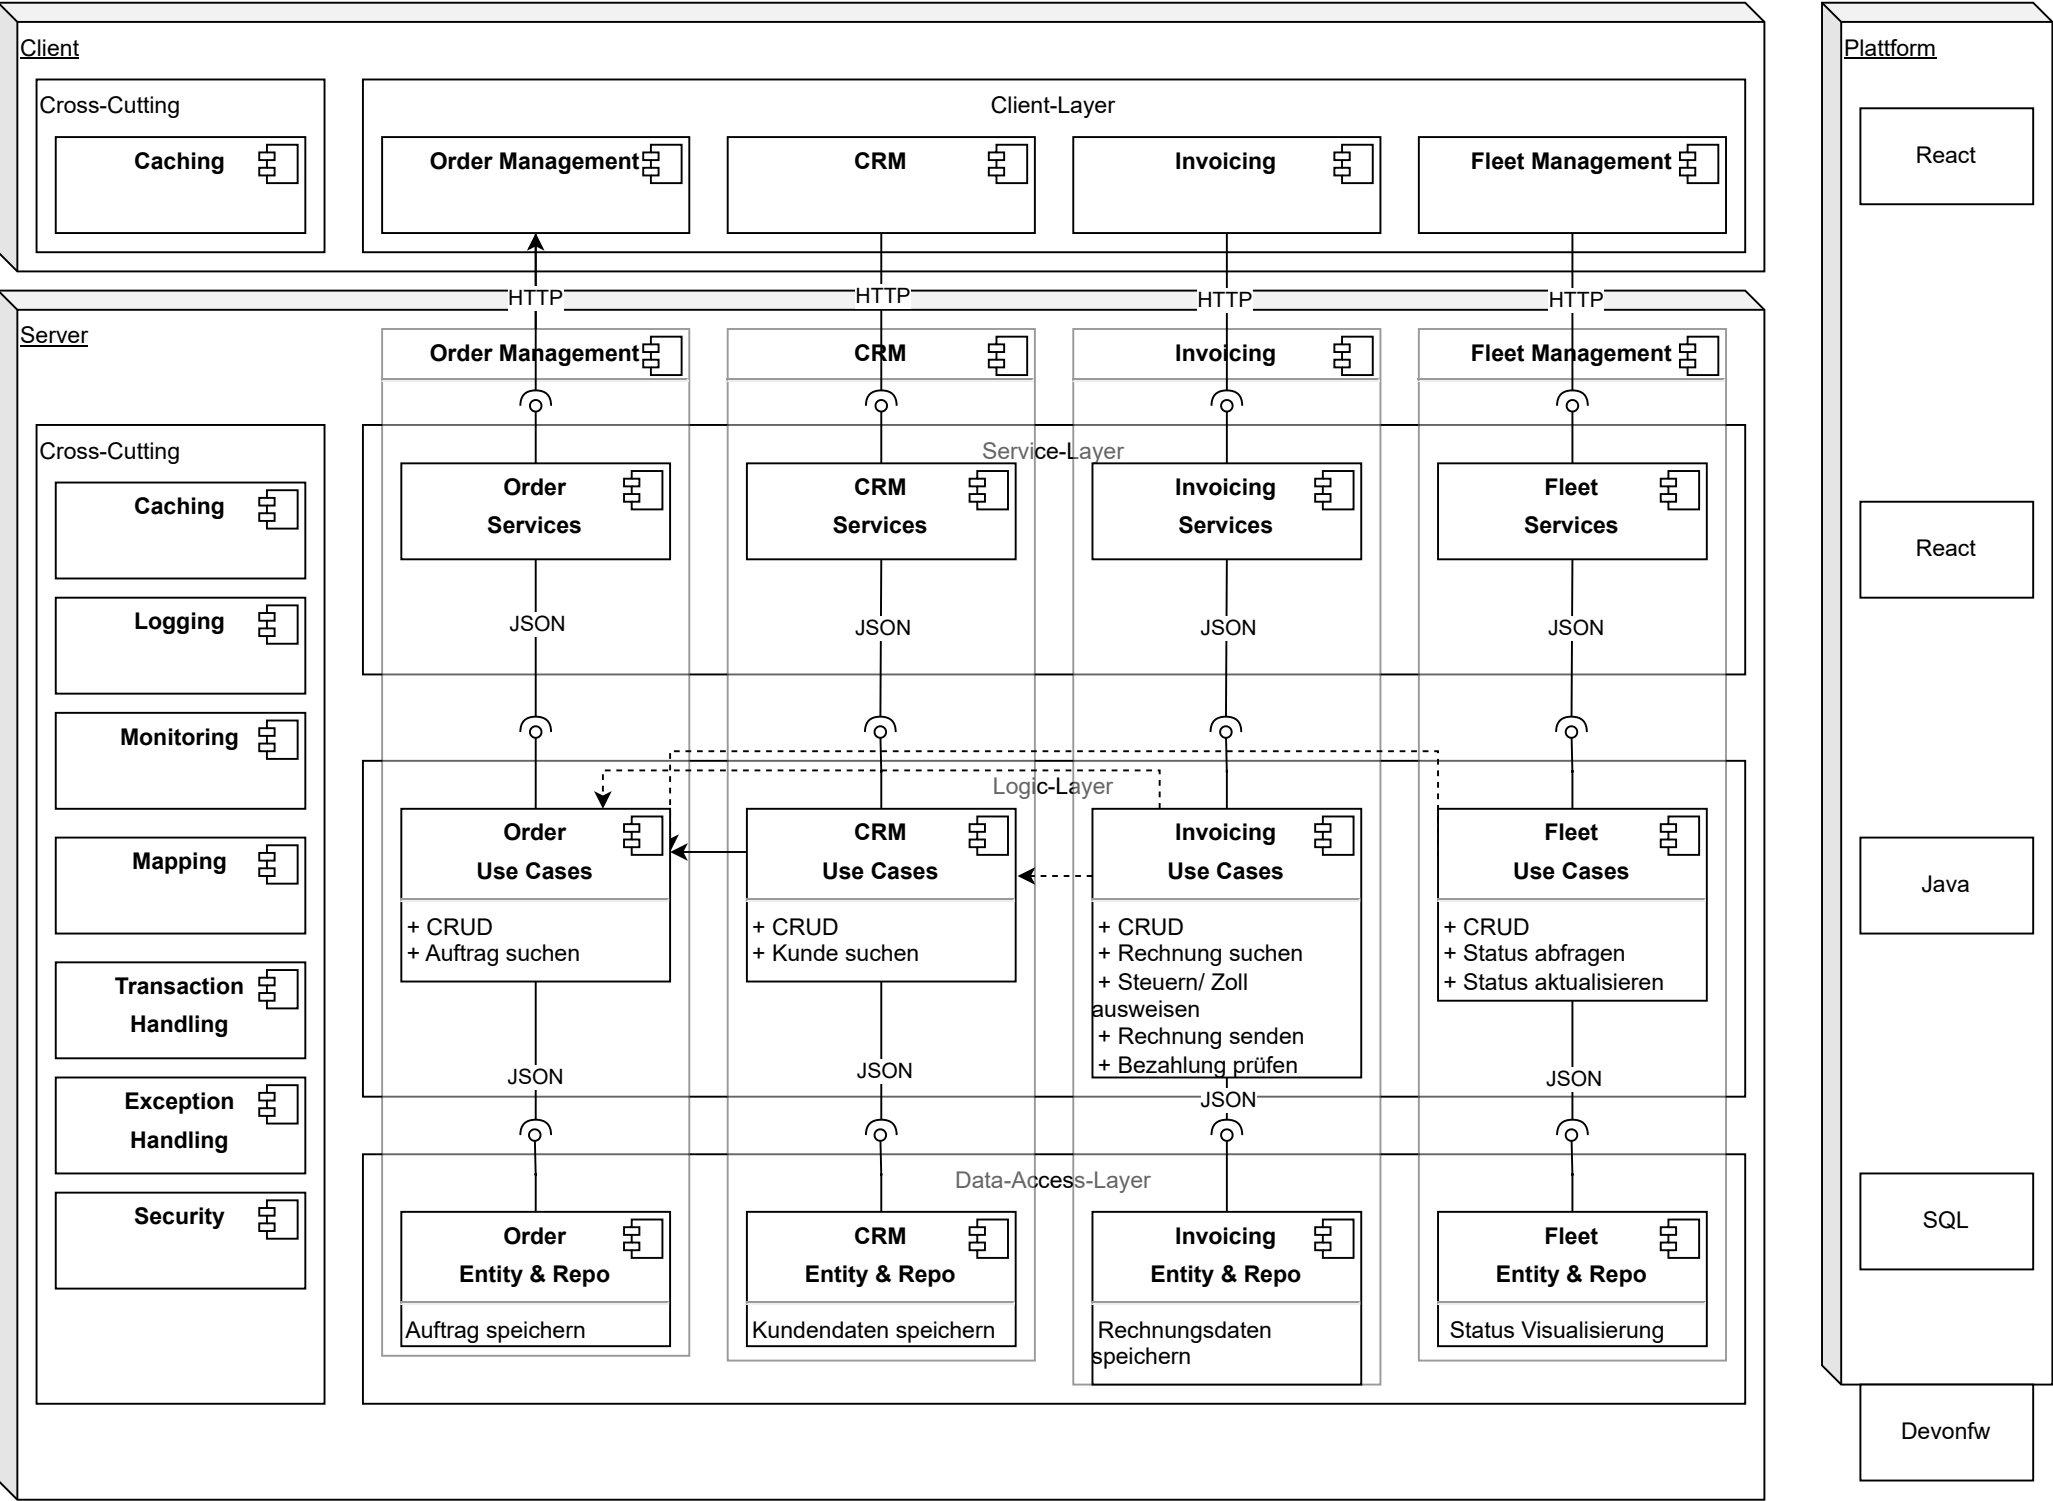 Client
Cross-Cutting
Caching
Client-Layer
Order Management
CRM
Invoicing
Fleet Management
HTTP
HTTP
HTTP
HTTP
Server
Order Management
CRM
Invoicing
Fleet Management
Cross-Cutting
Caching
Logging
Monitoring
Mapping
Transaction
Handling
Exception
Handling
Security
Service-Layer
Order
Services
CRM
Services
Invoicing
Services
Fleet
Services
JSON
JSON
JSON
JSON
Logic-Layer
Order
Use Cases
+ CRUD
+ Auftrag suchen
CRM
Use Cases
+ CRUD
+ Kunde suchen
Invoicing
Use Cases
+ CRUD
+ Rechnung suchen
+ Steuern/ Zoll
ausweisen
+ Rechnung senden
+ Bezahlung prüfen
Fleet
Use Cases
+ CRUD
+ Status abfragen
+ Status aktualisieren
JSON
JSON
JSON
JSON
Data-Access-Layer
Order
Entity & Repo
Auftrag speichern
CRM
Entity & Repo
Kundendaten speichern
Invoicing
Entity & Repo
Rechnungsdaten
speichern
Fleet
Entity & Repo
Status Visualisierung
Plattform
React
React
Java
SQL
Devonfw